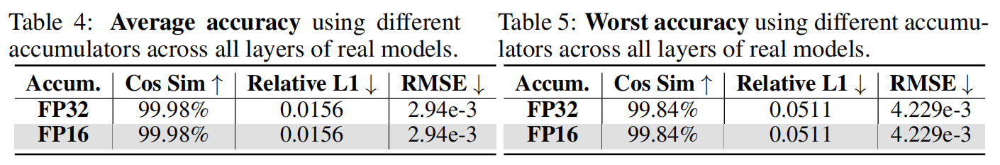 Table 4: Average accuracy using different
accumulators across all layers of real models.
Accum. Cos Sim ↑ Relative L1 ↓ RMSE ↓
FP32 99.98% 0.0156 2.94e-3
FP16 99.98% 0.0156 2.94e-3
Table 5: Worst accuracy using different accumu-
lators across all layers of real models.
Accum. Cos Sim ↑ Relative L1 ↓ RMSE ↓
FP32 99.84% 0.0511 4.229e-3
FP16 99.84% 0.0511 4.229e-3